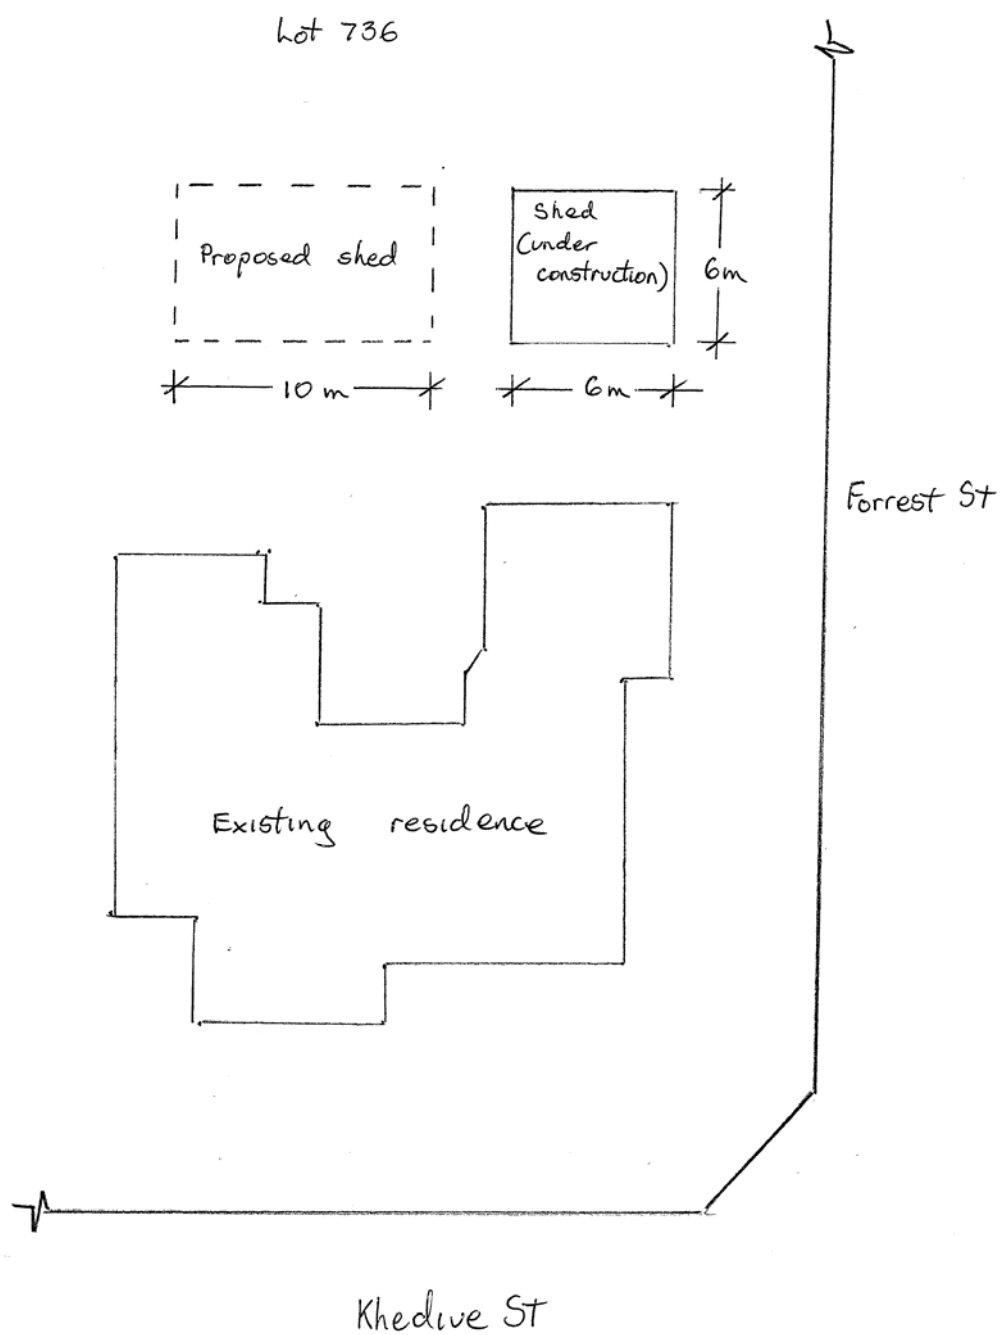 Lot 736
Proposed shed
Shed
(under
construction)
6m
10 m
6m
Forrest St
Existing residence
Khedive St